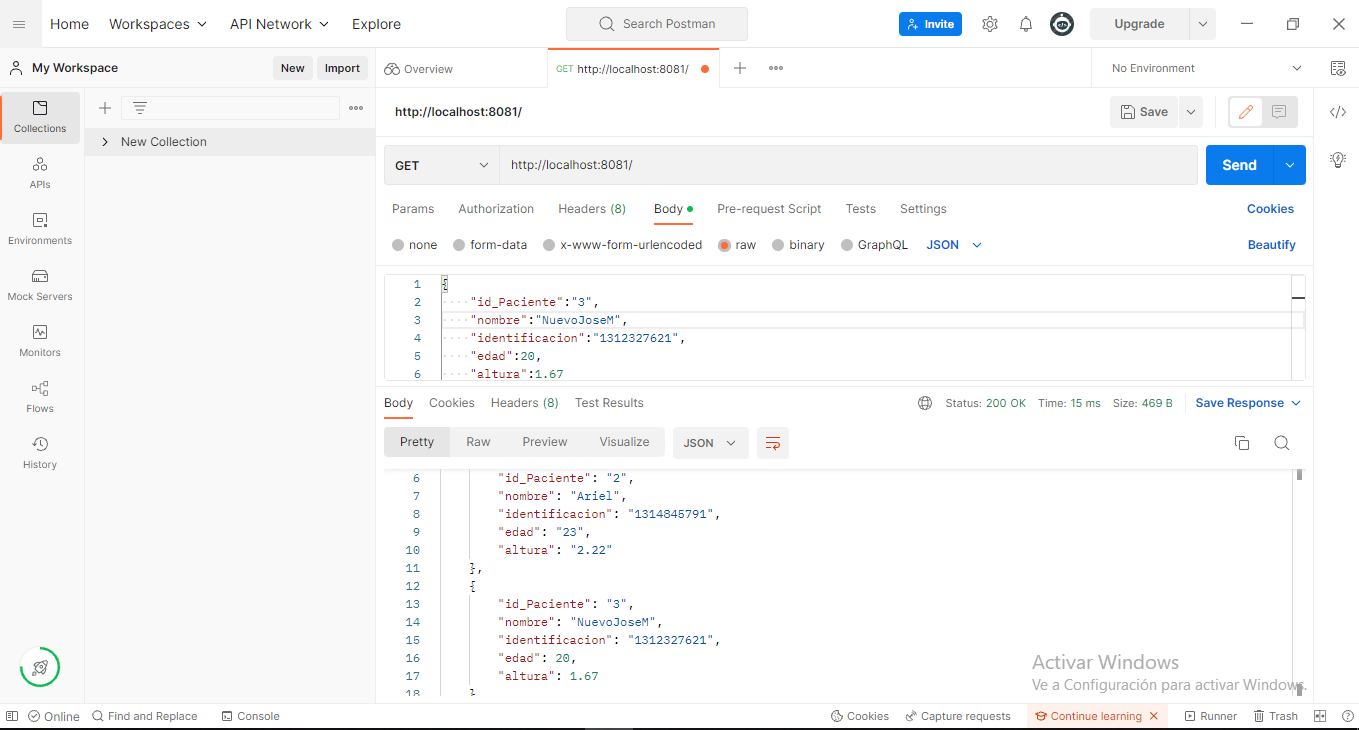 Home Workspaces API Network Explore Search Postman Invite Upgrade
My Workspace New Import Overview GET http://localhost:8081/ No Environment
Collections
APIs
Environments
Mock Servers
Monitors
Flows
History
New Collection
http://localhost:8081/ Save
GET http://localhost:8081/ Send
Params Authorization Headers (8) Body Pre-request Script Tests Settings Cookies
none form-data x-www-form-urlencoded raw binary GraphQL JSON Beautify
1 {
2 "id_Paciente":"3",
3 "nombre":"NuevoJoseM",
4 "identificacion":"1312327621",
5 "edad":20,
6 "altura":1.67
Body Cookies Headers (8) Test Results Status: 200 OK Time: 15 ms Size: 469 B Save Response
Pretty Raw Preview Visualize JSON
6 "id_Paciente": "2",
7 "nombre": "Ariel",
8 "identificacion": "1314845791",
9 "edad": "23",
10 "altura": "2.22"
11 },
12 {
13 "id_Paciente": "3",
14 "nombre": "NuevoJoseM",
15 "identificacion": "1312327621",
16 "edad": 20,
17 "altura": 1.67
18 }
Activar Windows
Ve a Configuración para activar Windows.
Online Find and Replace Console Cookies Capture requests Continue learning Runner Trash